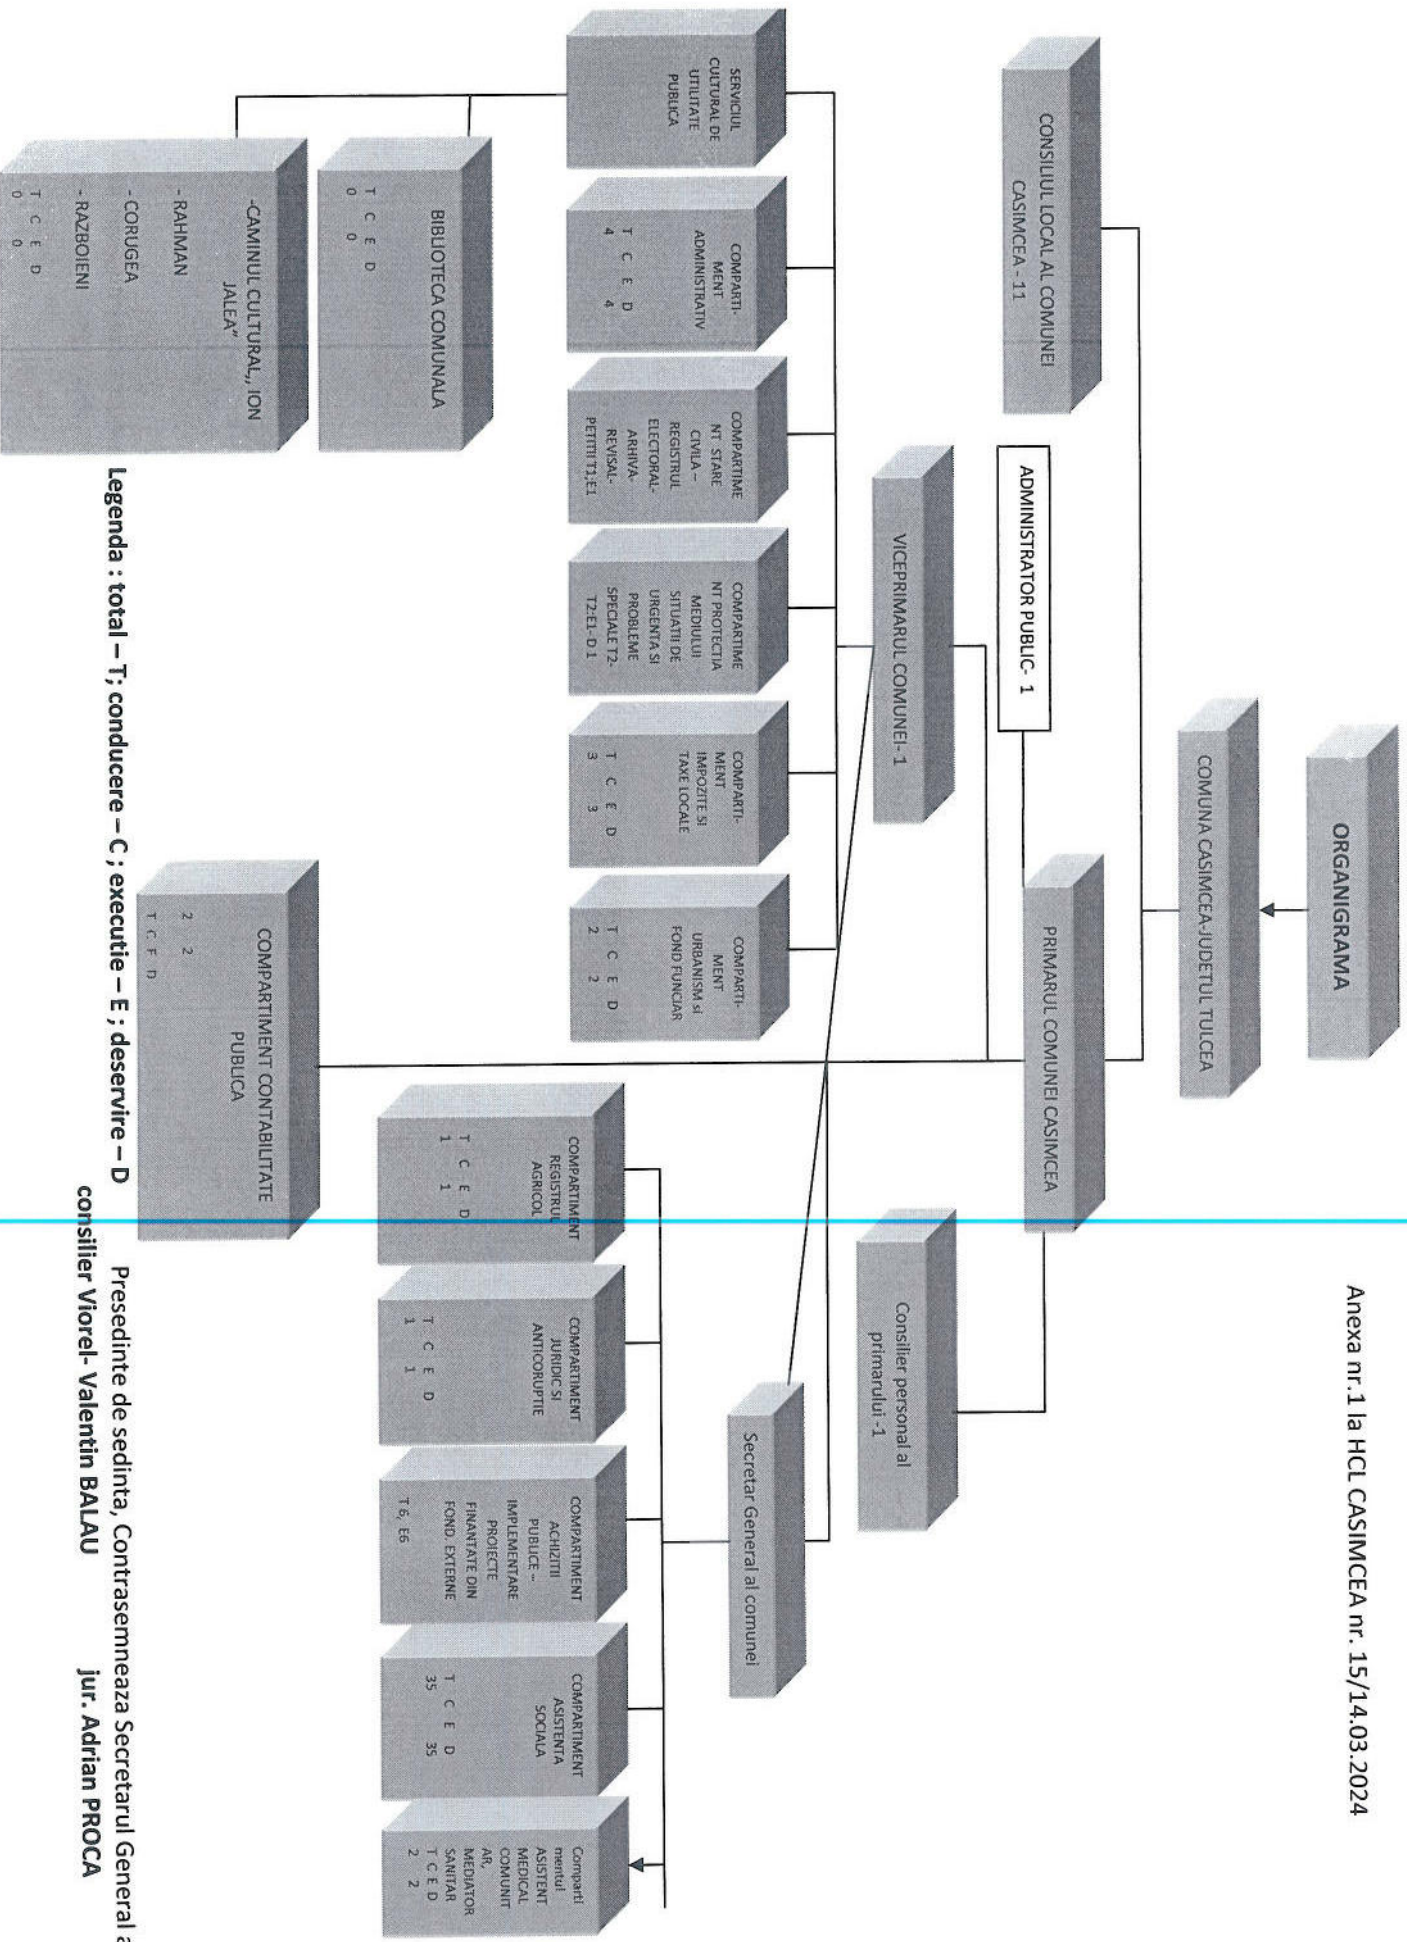 Anexa nr.1 la HCL CASIMCEA nr. 15/14.03.2024
ORGANIGRAMA
COMUNA CASIMCEA-JUDETUL TULCEA
CONSILIUL LOCAL AL COMUNEI
CASIMCEA - 11
PRIMARUL COMUNEI CASIMCEA
ADMINISTRATOR PUBLIC- 1
Consilier personal al
primarului -1
VICEPRIMARUL COMUNEI- 1
Secretar General al comunei
SERVICIUL
CULTURAL DE
UTILITATE
PUBLICA
COMPARTI-
MENT
ADMINISTRATIV
T C E D
4 4
COMPARTIME
NT STARE
CIVILA –
REGISTRUL
ELECTORAL-
ARHIVA-
REVISAL-
PETITII T1;E1
COMPARTIME
NT PROTECTIA
MEDIULUI
SITUATII DE
URGENTA SI
PROBLEME
SPECIALE T2-
T2:E1- D 1
COMPARTI-
MENT
IMPOZITE SI
TAXE LOCALE
T C E D
3 3
COMPARTI-
MENT
URBANISM si
FOND FUNCIAR
T C E D
2 2
COMPARTIMENT
REGISTRUL
AGRICOL
T C E D
1 1
COMPARTIMENT
JURIDIC SI
ANTICORUPTIE
T C E D
1 1
COMPARTIMENT
ACHIZITII
PUBLICE –
IMPLEMENTARE
PROIECTE
FINANTATE DIN
FOND. EXTERNE
T 6, E6
COMPARTIMENT
ASISTENTA
SOCIALA
T C E D
35 35
Comparti
mentul
ASISTENT
MEDICAL
COMUNIT
AR,
MEDIATOR
SANITAR
T C E D
2 2
BIBLIOTECA COMUNALA
T C E D
0 0
-CAMINUL CULTURAL,, ION
JALEA"
- RAHMAN
- CORUGEA
- RAZBOIENI
T C E D
0 0
COMPARTIMENT CONTABILITATE
PUBLICA
2 2
T C E D
Legenda : total – T; conducere – C ; executie – E ; deservire – D
Presedinte de sedinta, Contrasemneaza Secretarul General a
consilier Viorel- Valentin BALAU jur. Adrian PROCA